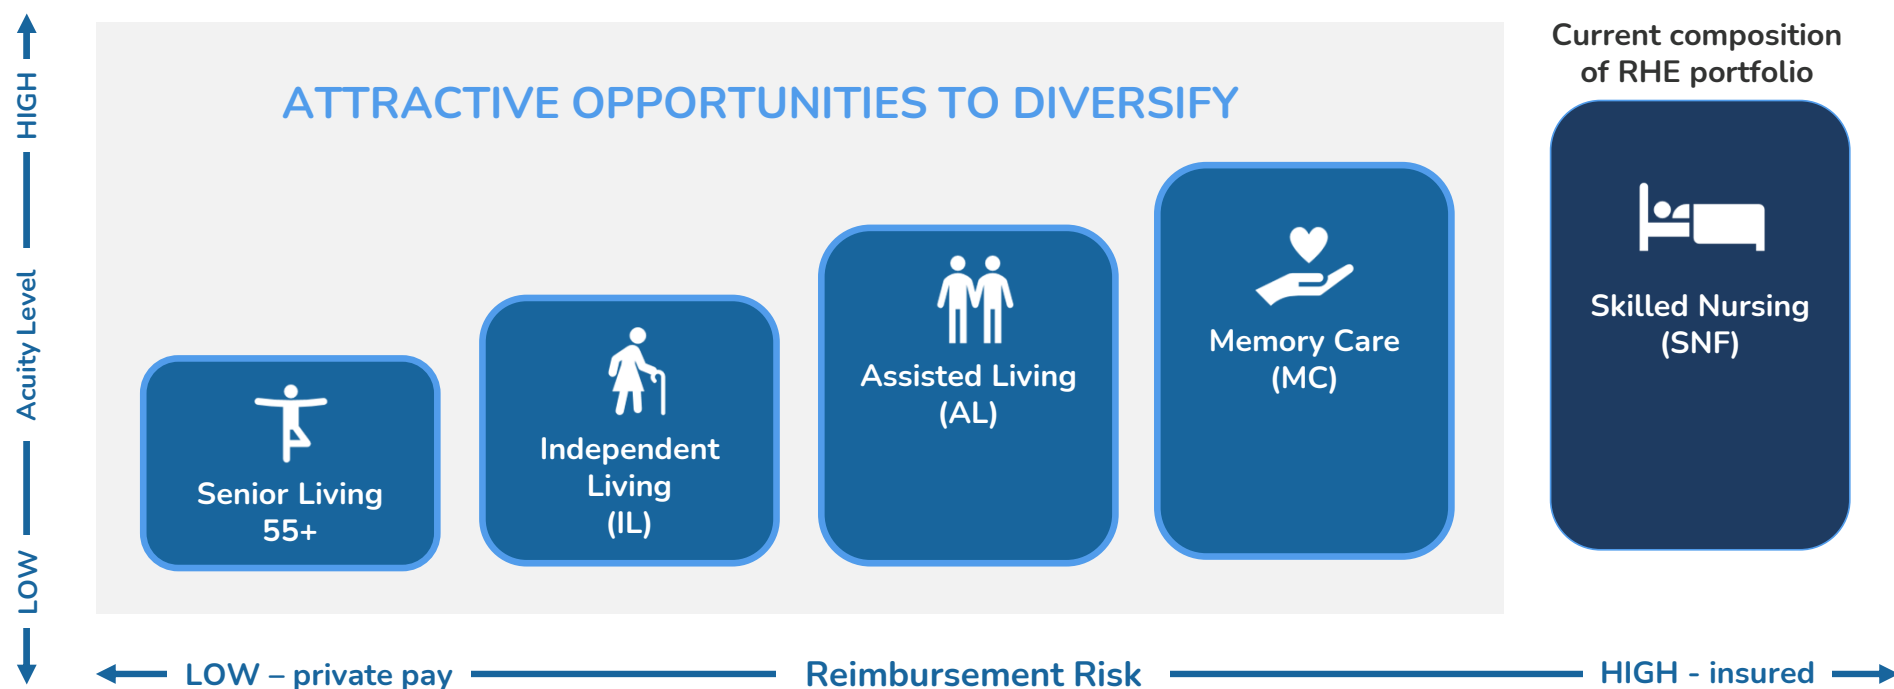 HIGH
Acuity Level
LOW
ATTRACTIVE OPPORTUNITIES TO DIVERSIFY
Senior Living
55+
Independent
Living
(IL)
Assisted Living
(AL)
Memory Care
(MC)
Current composition
of RHE portfolio
Skilled Nursing
(SNF)
LOW – private pay
Reimbursement Risk
HIGH - insured